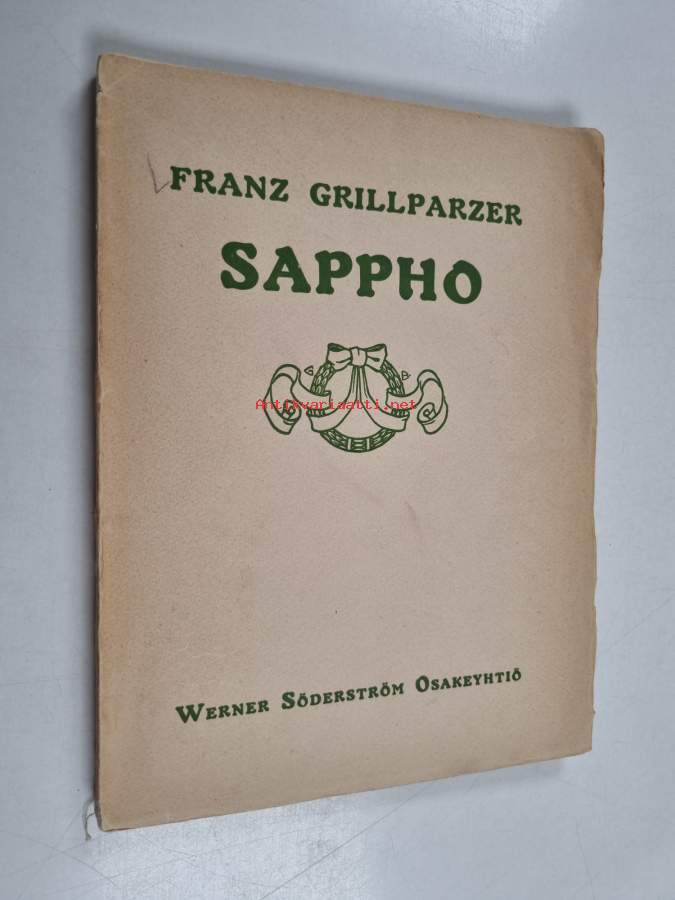 FRANZ GRILLPARZER
SAPPHO
Antikvariaatti.net
WERNER SÖDERSTRÖM OSAKEYHTIÖ